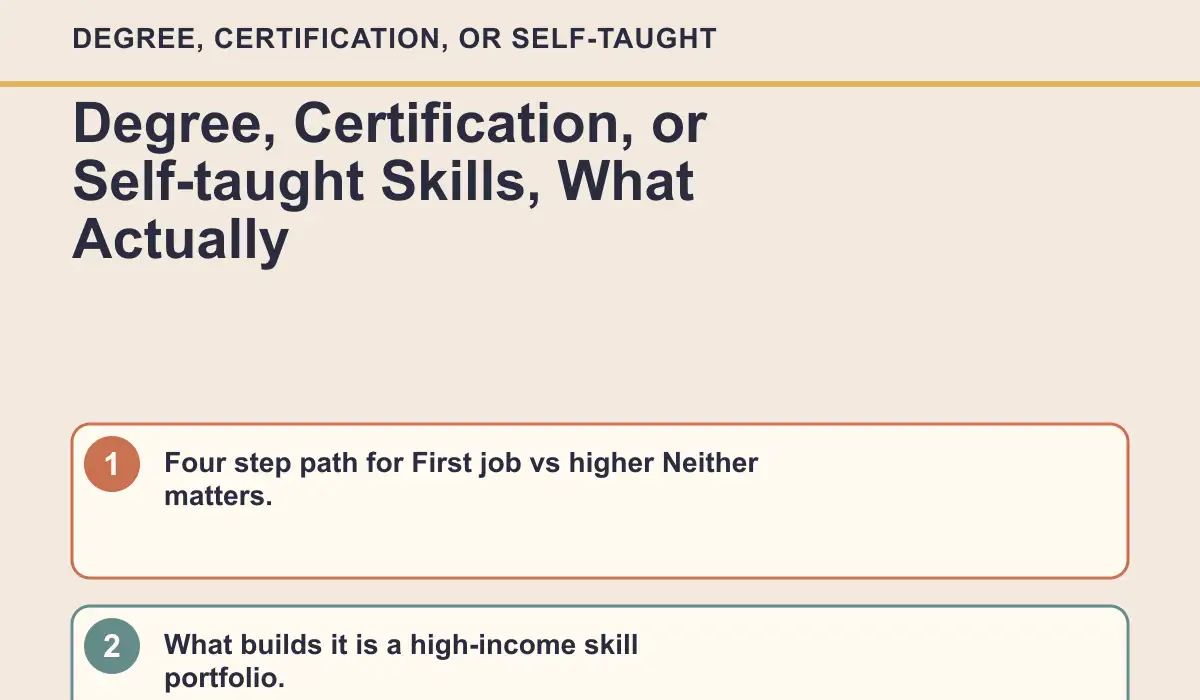 DEGREE, CERTIFICATION, OR SELF-TAUGHT
Degree, Certification, or
Self-taught Skills, What
Actually
1
Four step path for First job vs higher Neither
matters.
2
What builds it is a high-income skill
portfolio.